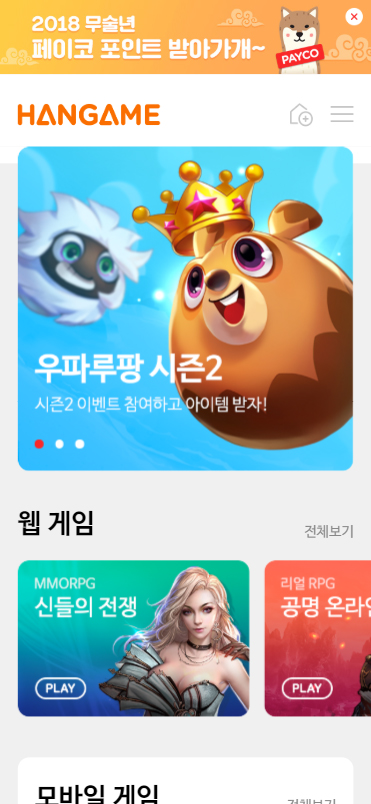 2018 무술년
페이코 포인트 받아가개~
PAYCO
HANGAME
우파루팡 시즌2
시즌2 이벤트 참여하고 아이템 받자!
웹 게임
전체보기
MMORPG
신들의 전쟁
PLAY
리얼 RPG
공명 온라인
PLAY
모바일 게임
전체보기